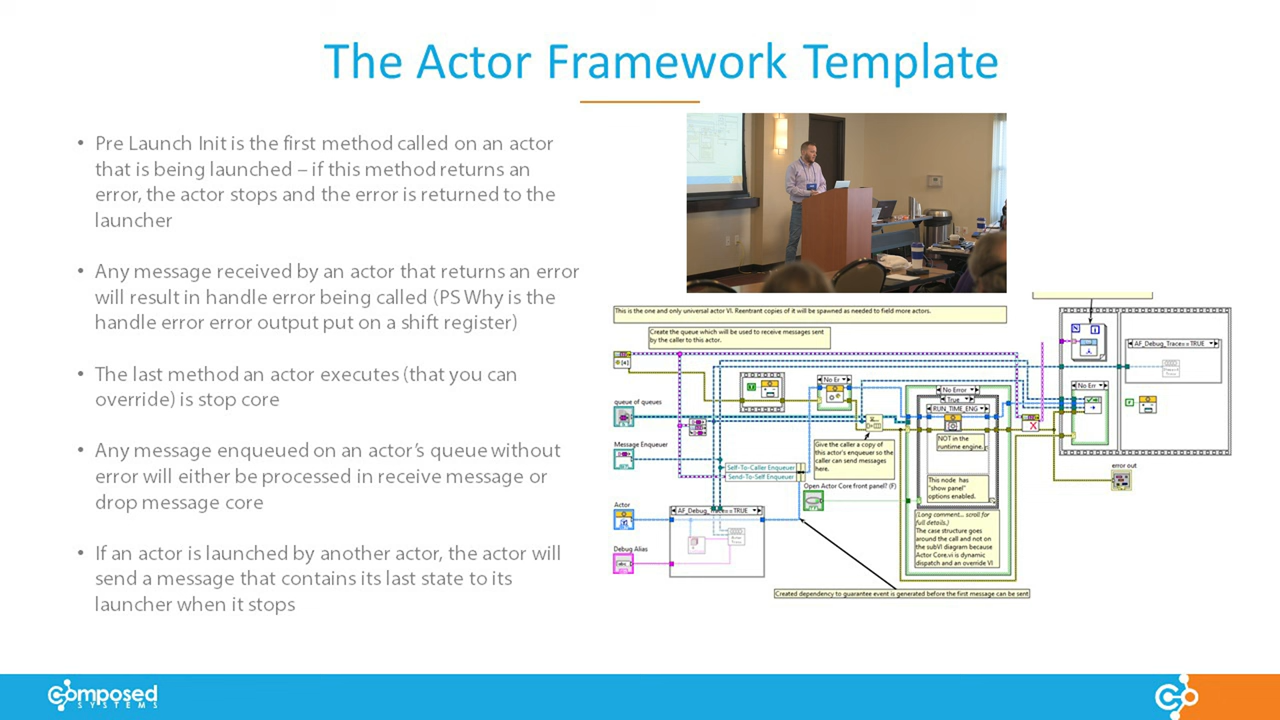 The Actor Framework Template
• Pre Launch Init is the first method called on an actor
that is being launched – if this method returns an
error, the actor stops and the error is returned to the
launcher
• Any message received by an actor that returns an error
will result in handle error being called (PS Why is the
handle error error output put on a shift register)
• The last method an actor executes (that you can
override) is stop core
• Any message enqueued on an actor's queue without
error will either be processed in receive message or
drop message core
• If an actor is launched by another actor, the actor will
send a message that contains its last state to its
launcher when it stops
This is the one and only universal actor VI. Reentrant copies of it will be spawned as needed to field more actors.
Create the queue which will be used to receive messages sent
by the caller to this actor.
queue of queues
Message Enqueuer
Actor
Debug Alias
AF_Debug_Trace== TRUE
Self-To-Caller Enqueuer
Send-To-Self Enqueuer
No Er
Give the caller a copy of
this actor's enqueuer so the
caller can send messages
here.
Open Actor Core front panel? (F)
No Error
True
RUN_TIME_ENG
NOT in the
runtime engine.
This node has
"show panel"
options enabled.
(Long comment... scroll for
full details.)
The case structure goes
around the call and not on
the subVI diagram because
Actor Core.vi is dynamic
dispatch and an override VI
Created dependency to guarantee event is generated before the first message can be sent
No Err
AF_Debug_Trace== TRUE
error out
composed
SYSTEMS